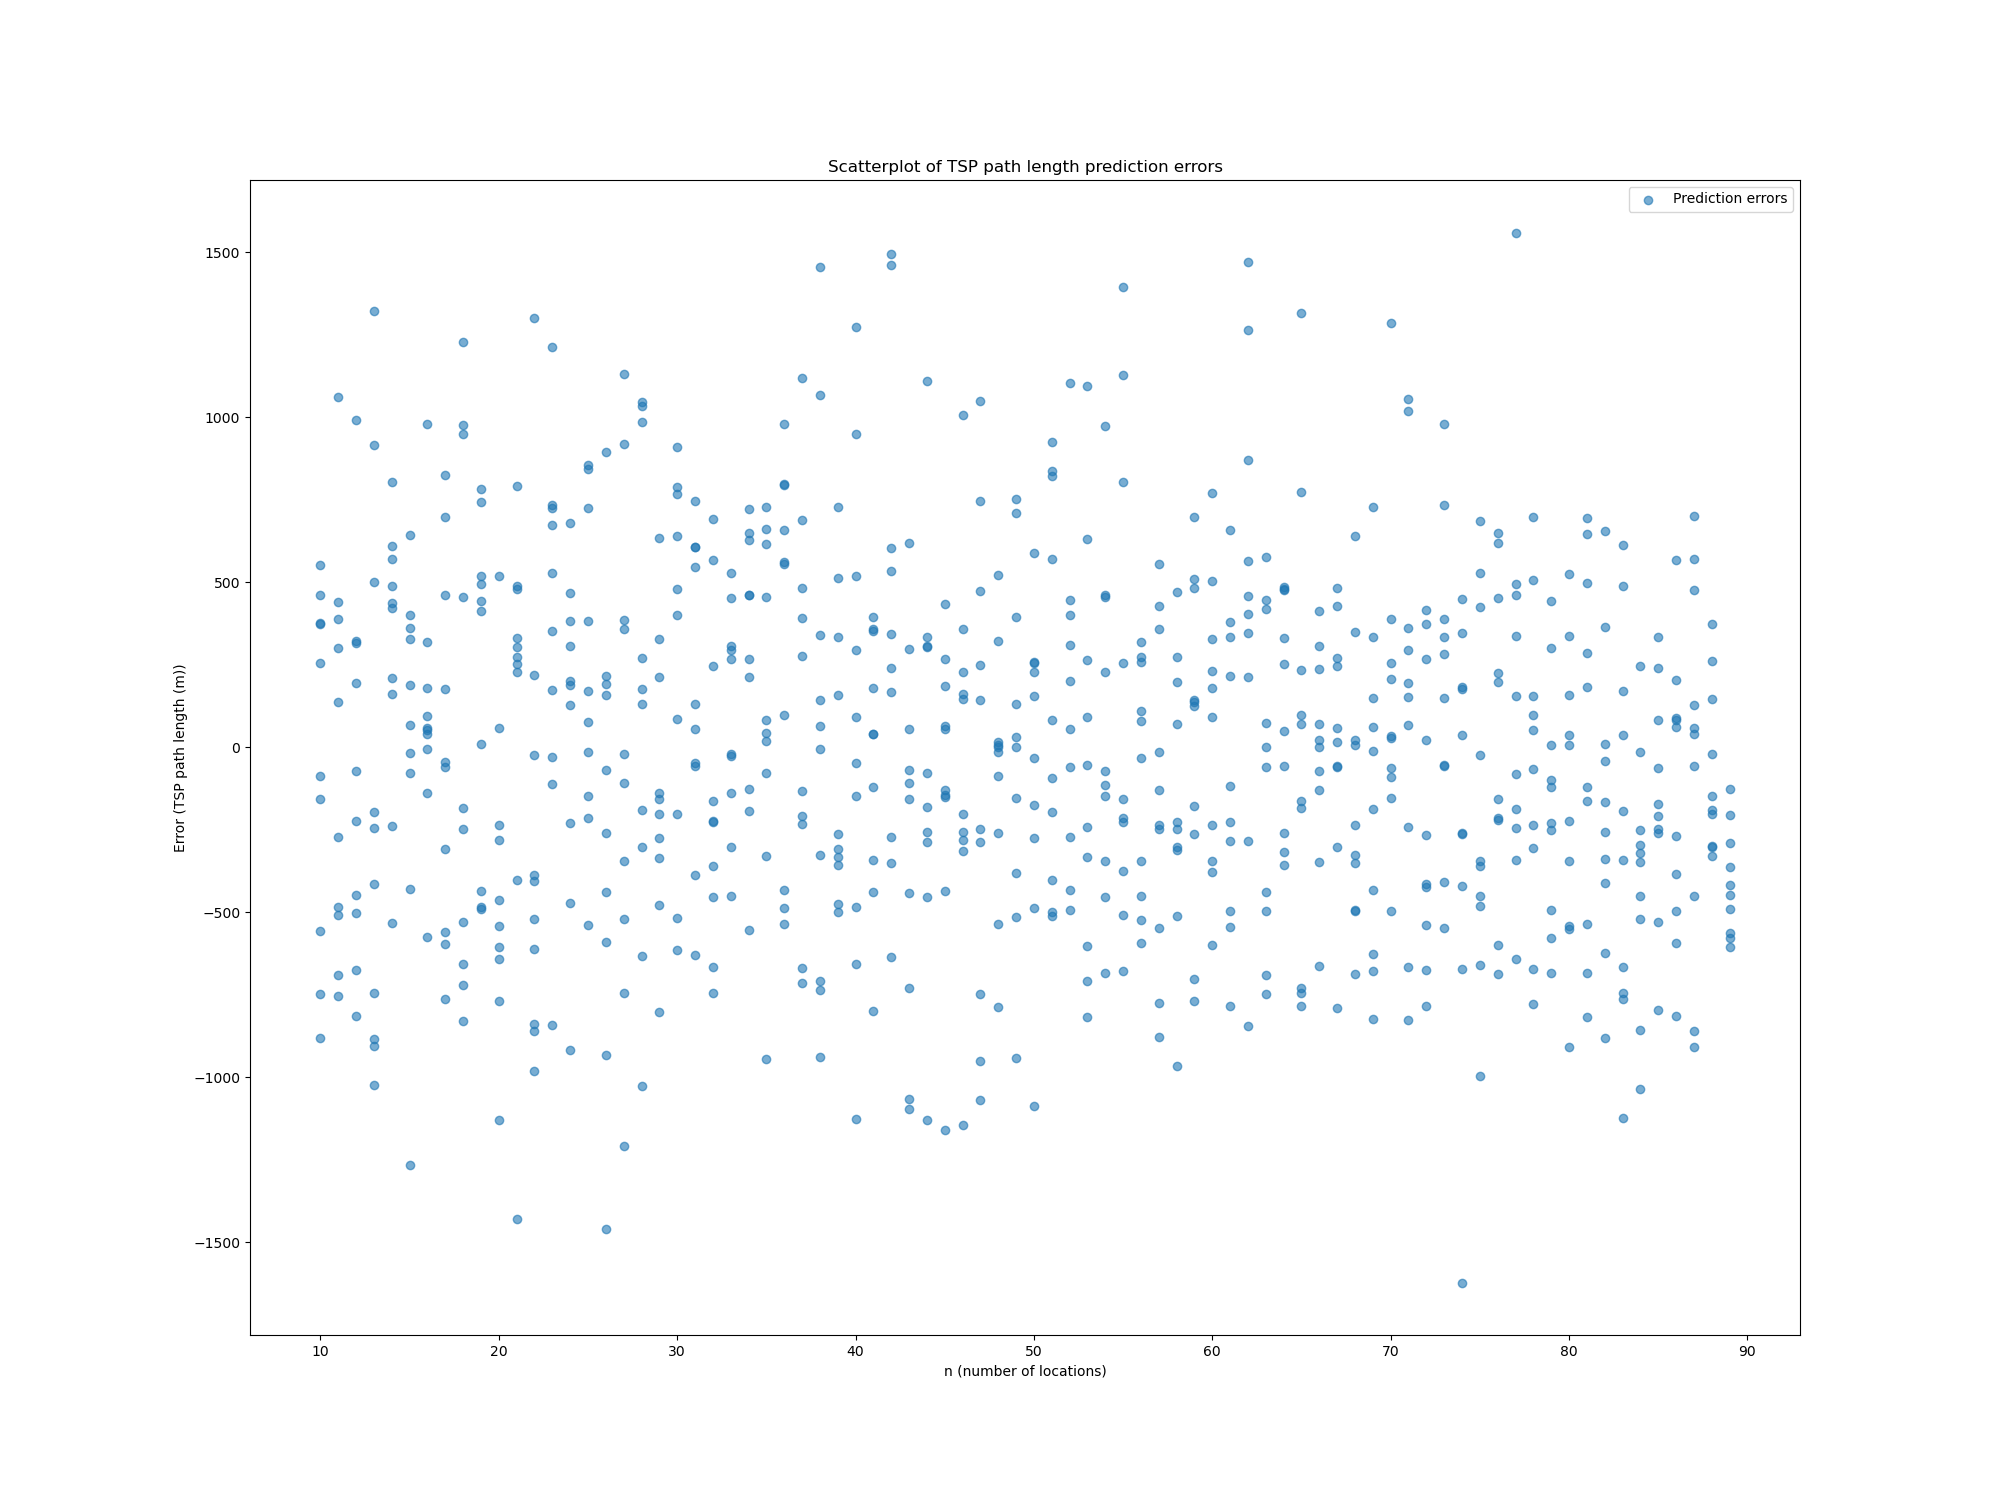 Scatterplot of TSP path length prediction errors
Prediction errors
1500
1000
500
0
−500
−1000
−1500
Error (TSP path length (m))
10 20 30 40 50 60 70 80 90
n (number of locations)